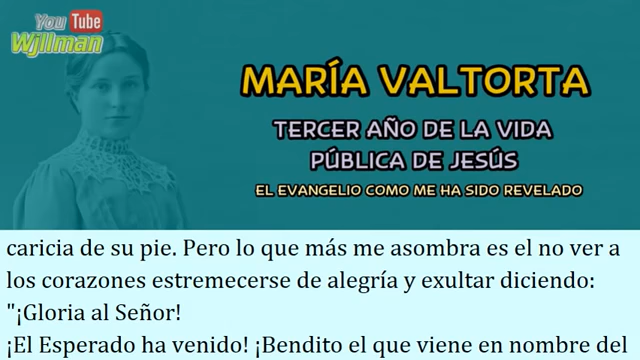 You Tube
Wjllman
MARÍA VALTORTA
TERCER AÑO DE LA VIDA
PÚBLICA DE JESÚS
EL EVANGELIO COMO ME HA SIDO REVELADO
caricia de su pie. Pero lo que más me asombra es el no ver a
los corazones estremecerse de alegría y exultar diciendo:
"¡Gloria al Señor!
¡El Esperado ha venido! ¡Bendito el que viene en nombre del